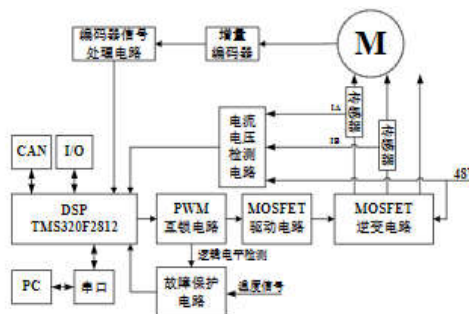 编码器信号
处理电路
增量
编码器
M
传感器
IA
电流
电压
检测
电路
IB
传感器
CAN
I/O
48V
DSP
TMS320F2812
PWM
互锁电路
MOSFET
驱动电路
MOSFET
逆变电路
逻辑电平检测
PC
串口
故障保护
电路
温度信号